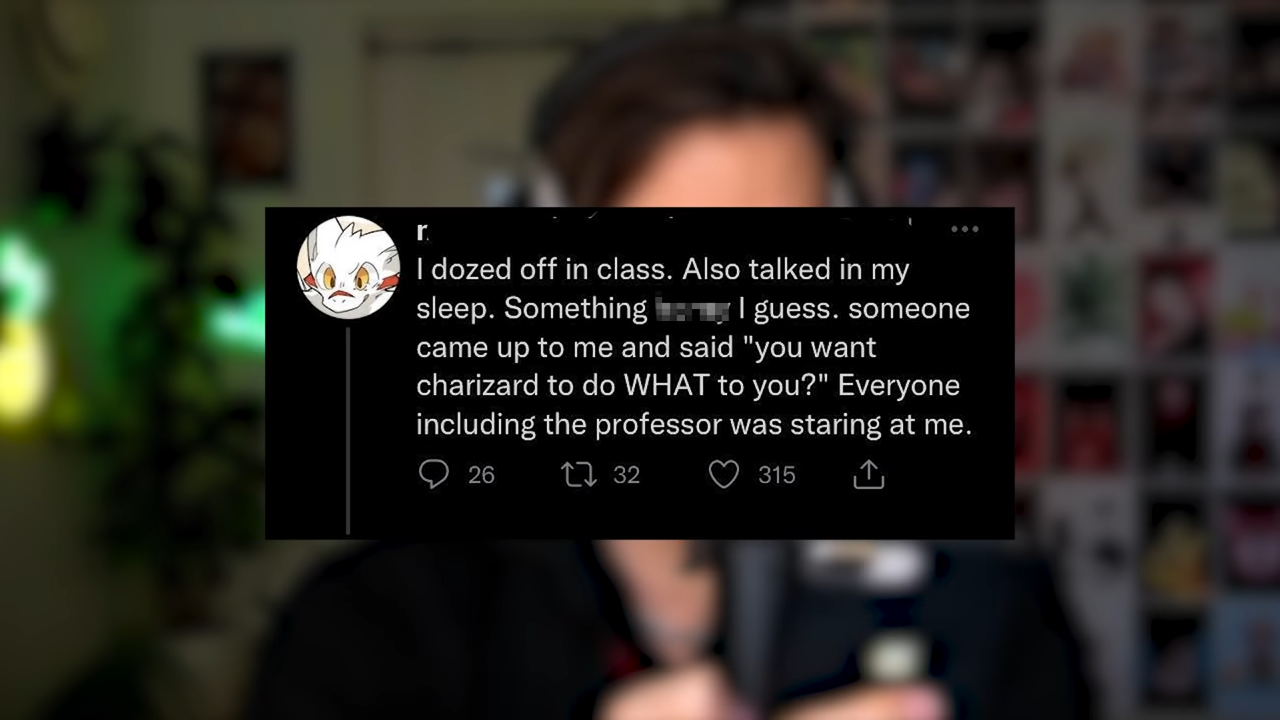 r
I dozed off in class. Also talked in my
sleep. Something I guess. someone
came up to me and said "you want
charizard to do WHAT to you?" Everyone
including the professor was staring at me.
26 32 315